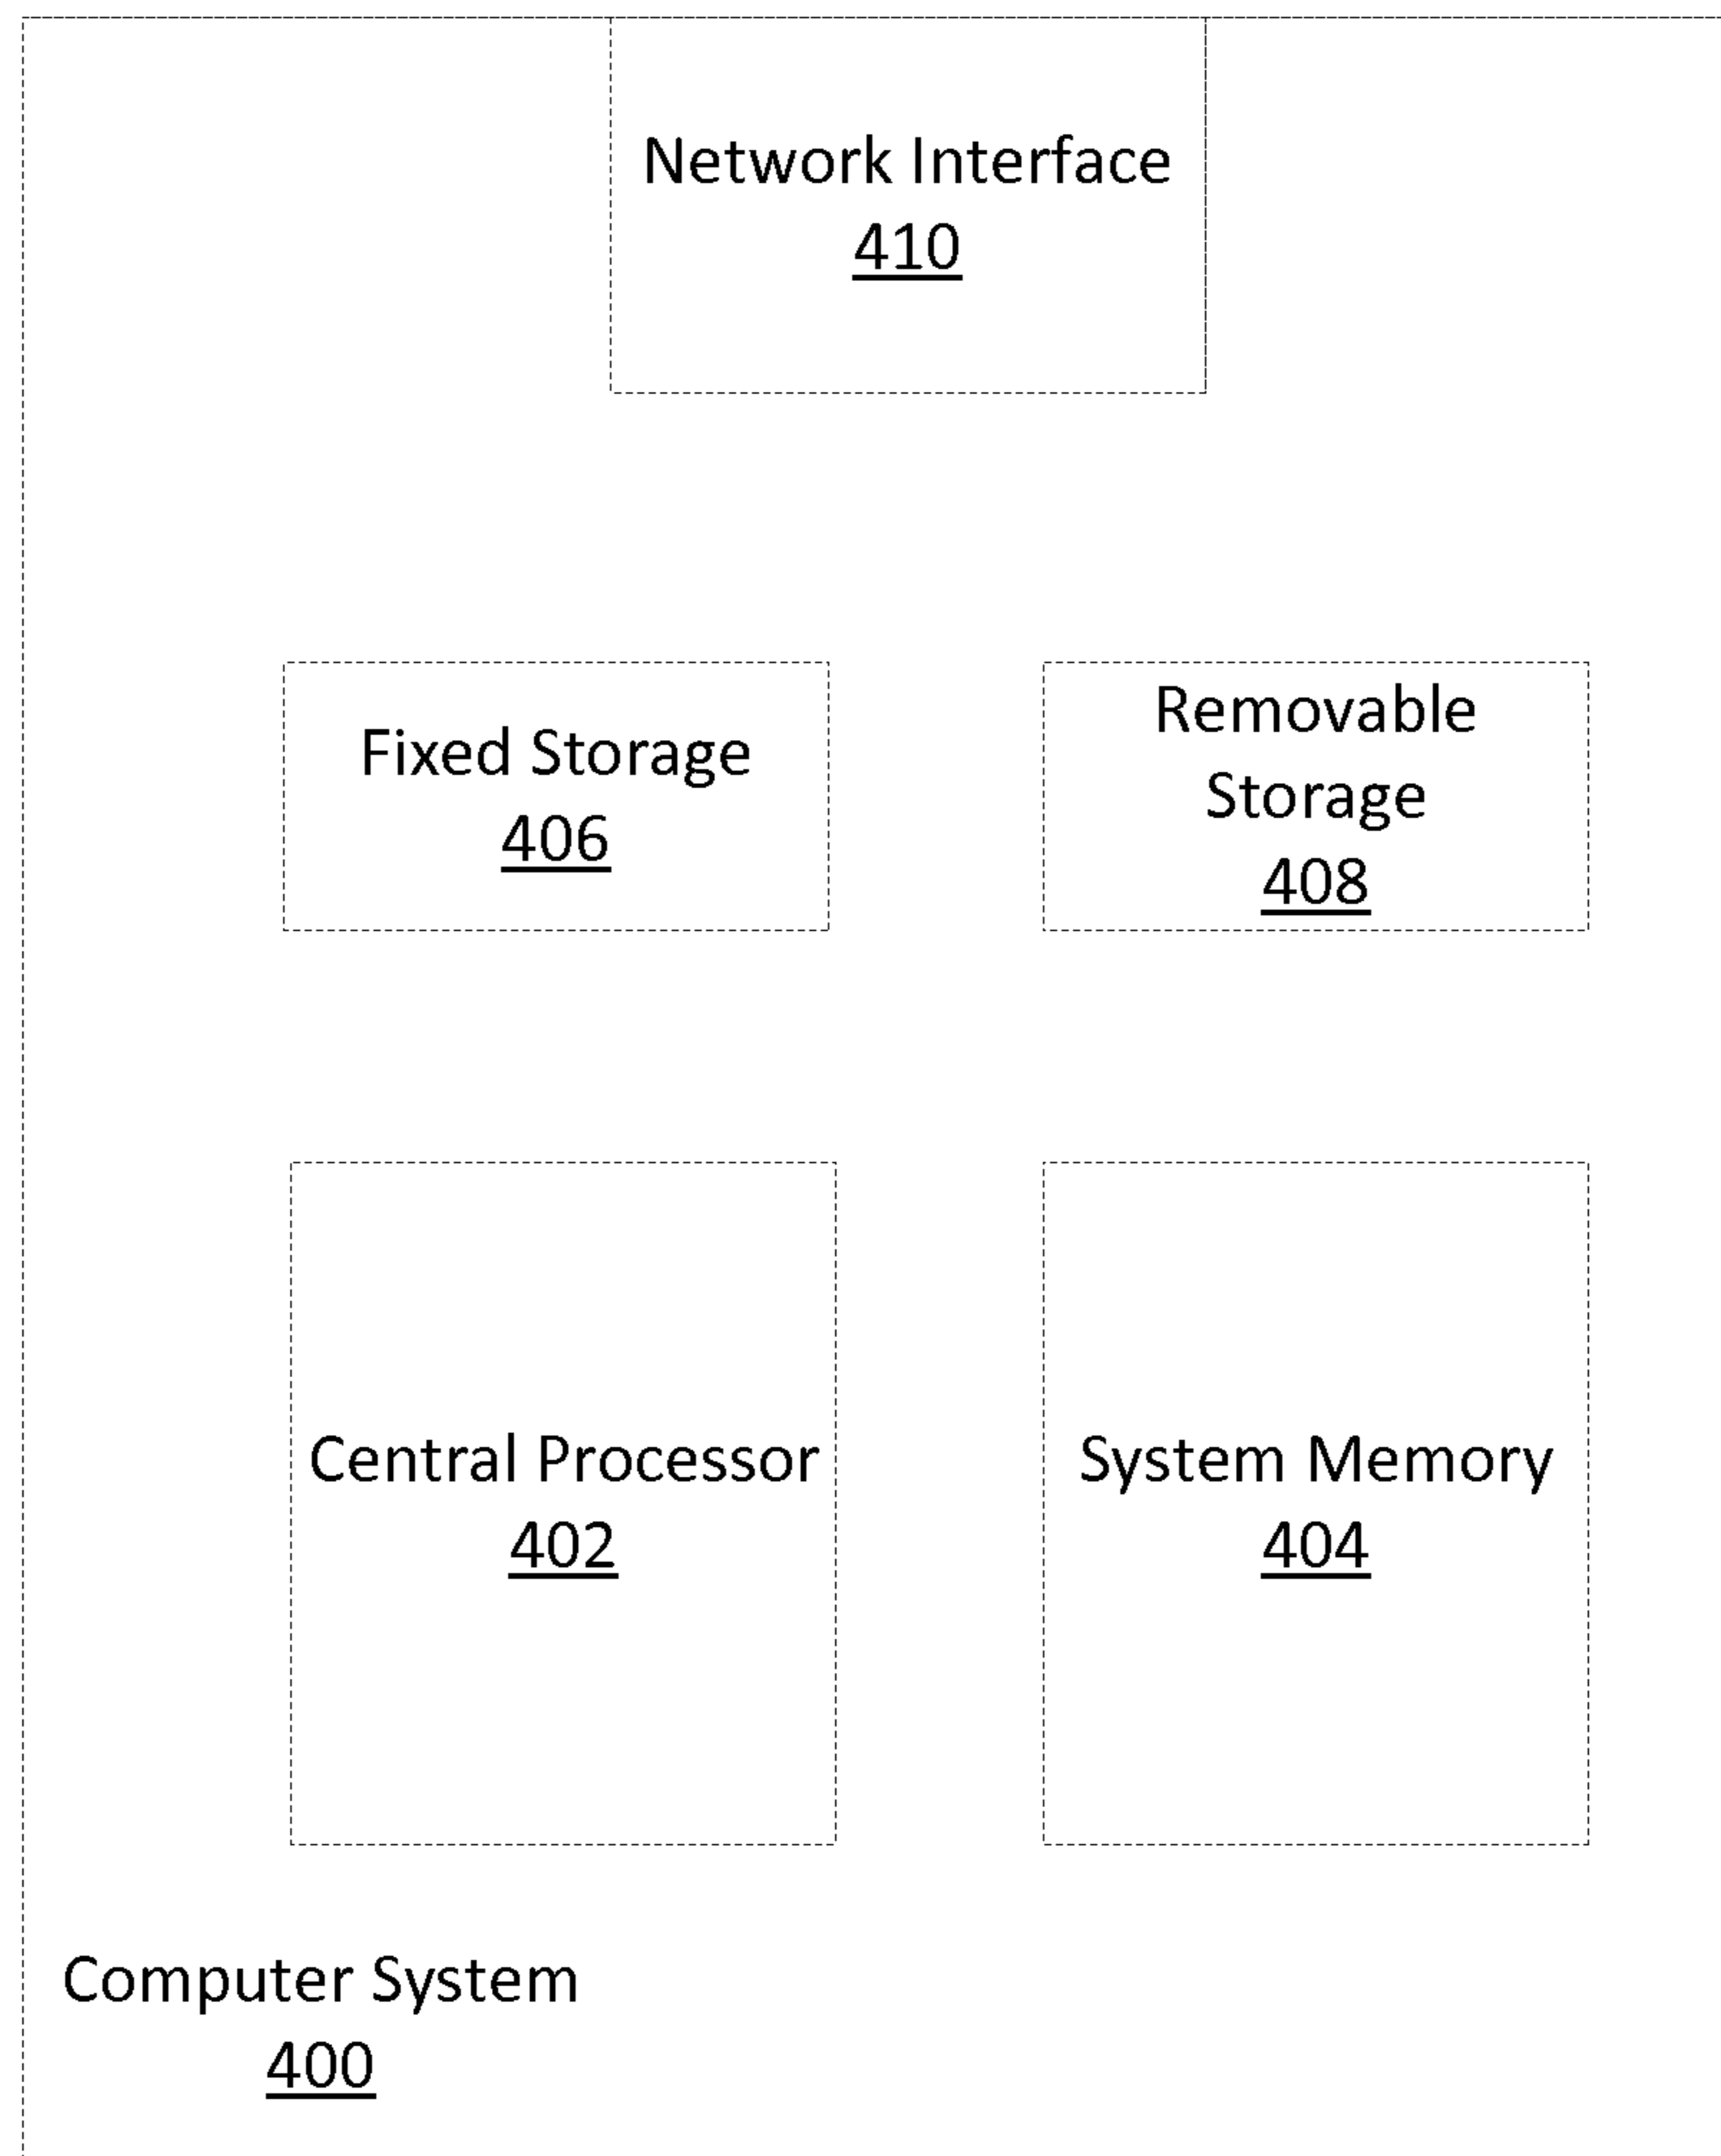 Network Interface
410
Fixed Storage
406
Removable
Storage
408
Central Processor
402
System Memory
404
Computer System
400